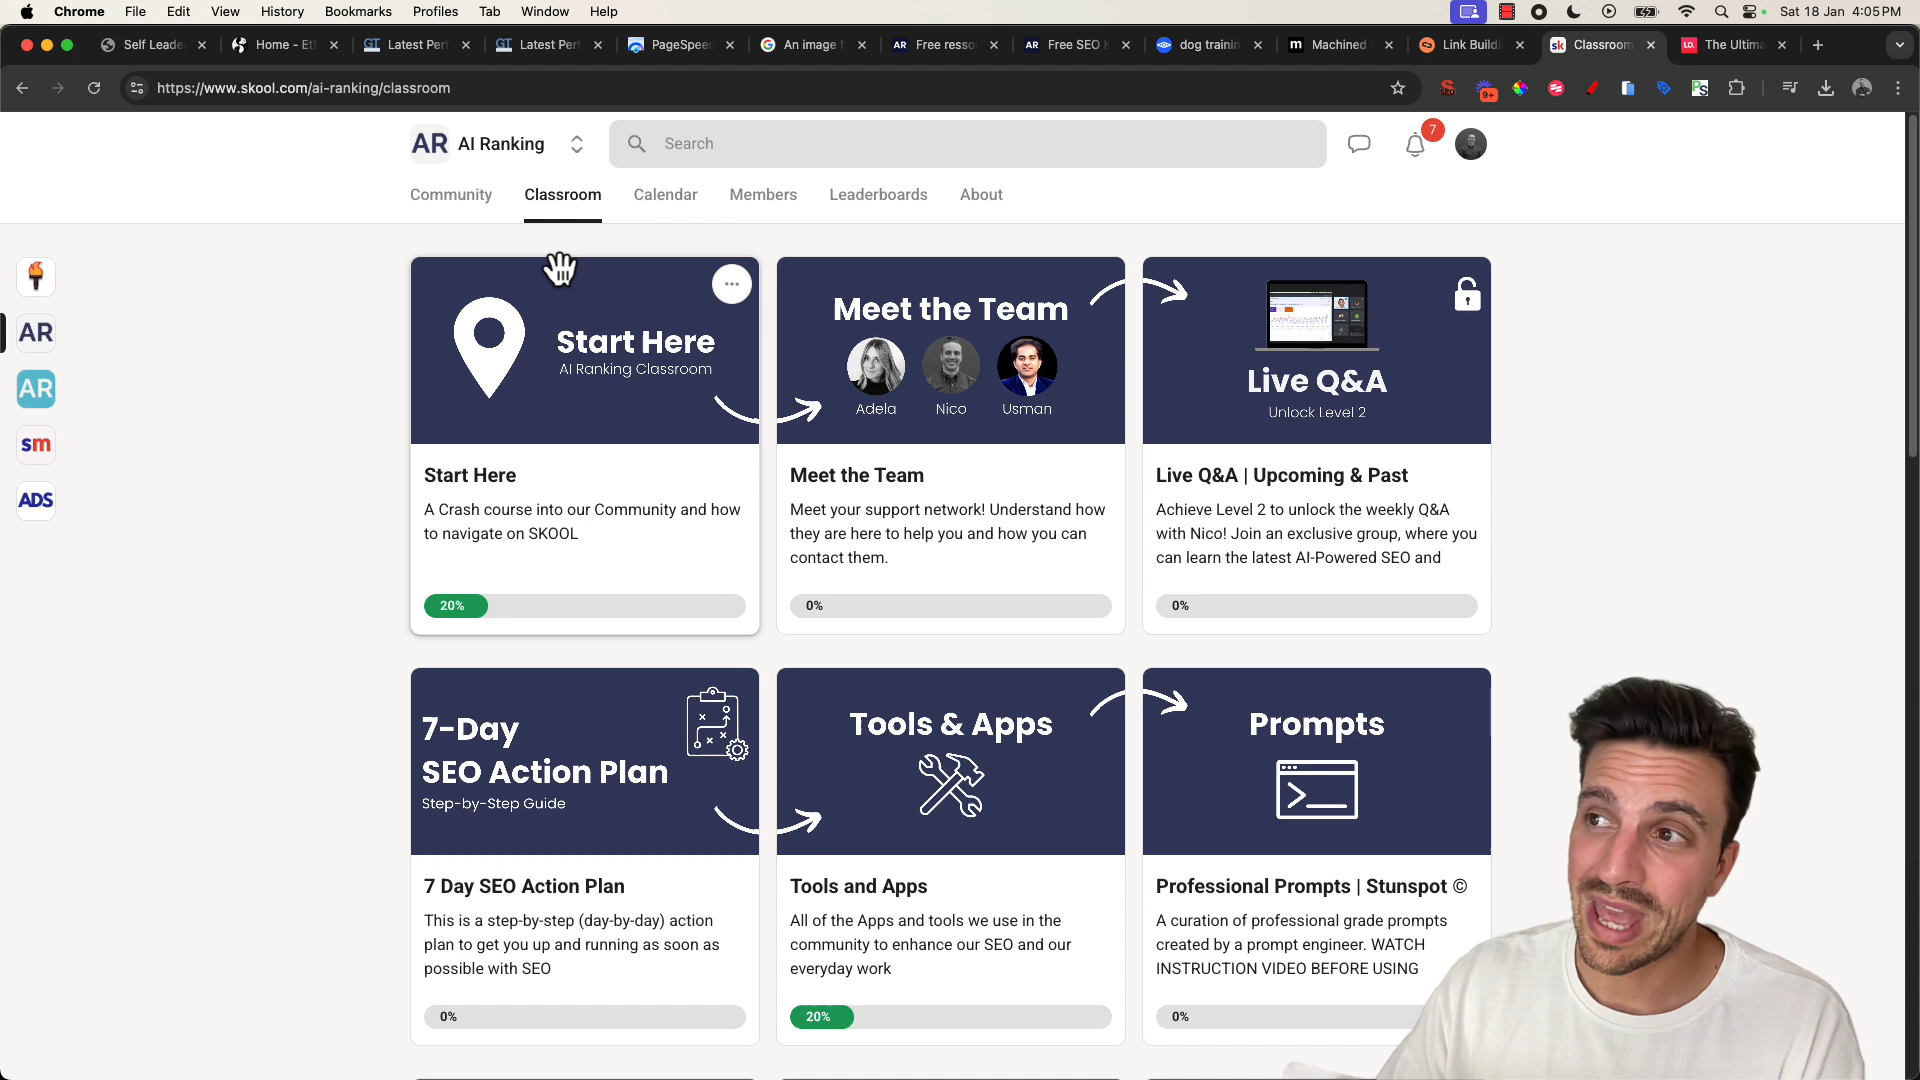 Chrome File Edit View History Bookmarks Profiles Tab Window Help
Sat 18 Jan 4:05 PM
Self Leade
Home - Et
Latest Perf
Latest Perf
PageSpeed
An image
Free resso
Free SEO
dog trainin
Machined
Link Buildi
Classroom
The Ultima
https://www.skool.com/ai-ranking/classroom
9+
AR AI Ranking
Search
7
Community Classroom Calendar Members Leaderboards About
AR
AR
sm
ADS
Start Here
AI Ranking Classroom
Start Here
A Crash course into our Community and how
to navigate on SKOOL
20%
Meet the Team
Adela Nico Usman
Meet the Team
Meet your support network! Understand how
they are here to help you and how you can
contact them.
0%
Live Q&A
Unlock Level 2
Live Q&A | Upcoming & Past
Achieve Level 2 to unlock the weekly Q&A
with Nico! Join an exclusive group, where you
can learn the latest AI-Powered SEO and
0%
7-Day
SEO Action Plan
Step-by-Step Guide
7 Day SEO Action Plan
This is a step-by-step (day-by-day) action
plan to get you up and running as soon as
possible with SEO
0%
Tools & Apps
Tools and Apps
All of the Apps and tools we use in the
community to enhance our SEO and our
everyday work
20%
Prompts
Professional Prompts | Stunspot ©
A curation of professional grade prompts
created by a prompt engineer. WATCH
INSTRUCTION VIDEO BEFORE USING
0%